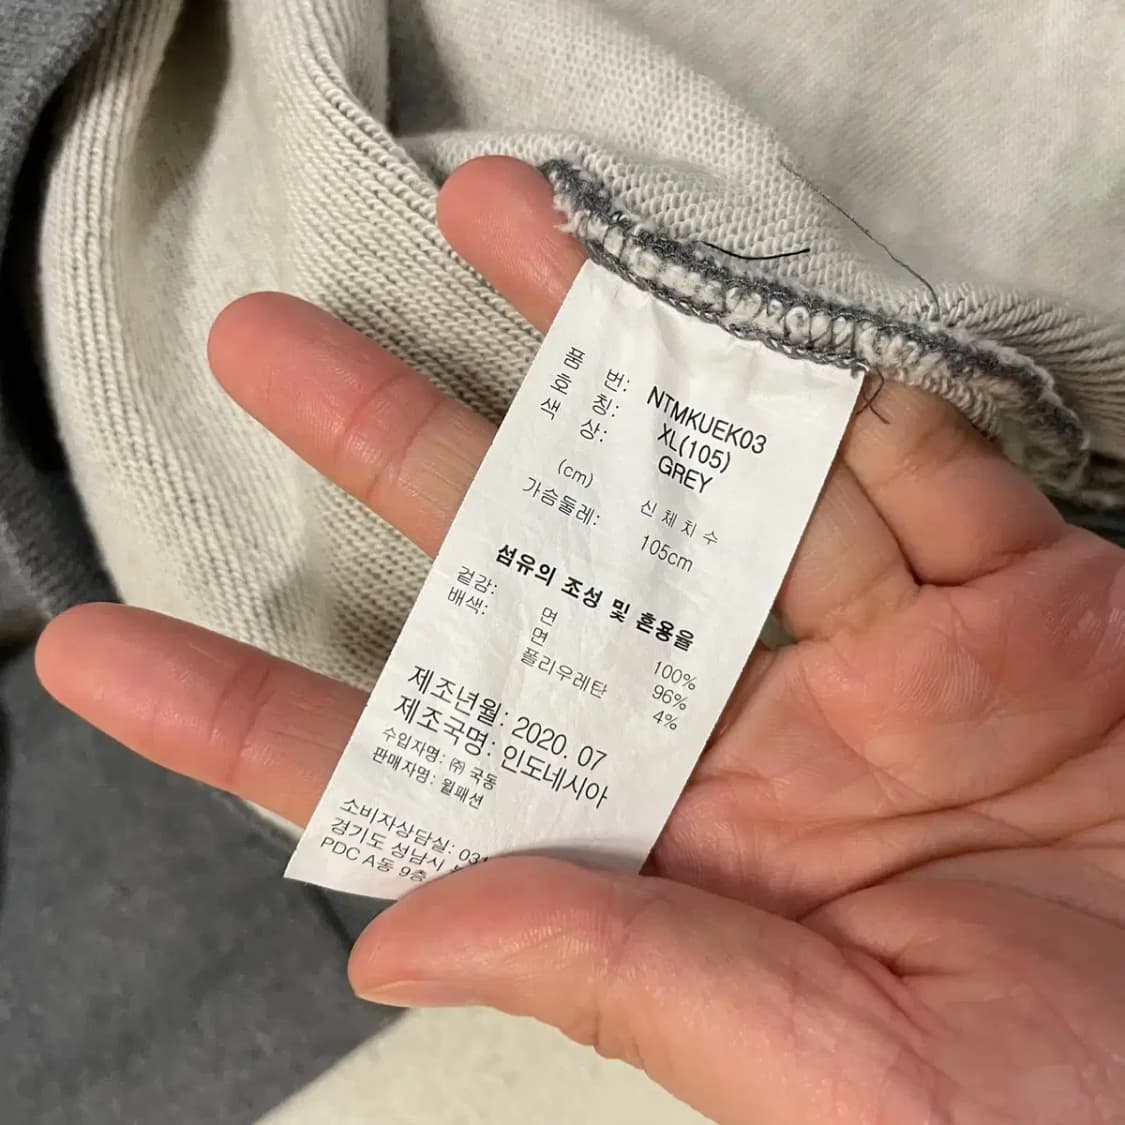 품 번: NTMKUEK03
호 칭: XL(105)
색 상: GREY
(cm) 신체치수
가슴둘레: 105cm
섬유의 조성 및 혼용율
겉감: 면 100%
배색: 면 96%
폴리우레탄 4%
제조년월: 2020. 07
제조국명: 인도네시아
수입자명: ㈜ 국동
판매자명: 월패션
소비자상담실: 031
경기도 성남시
PDC A동 9층